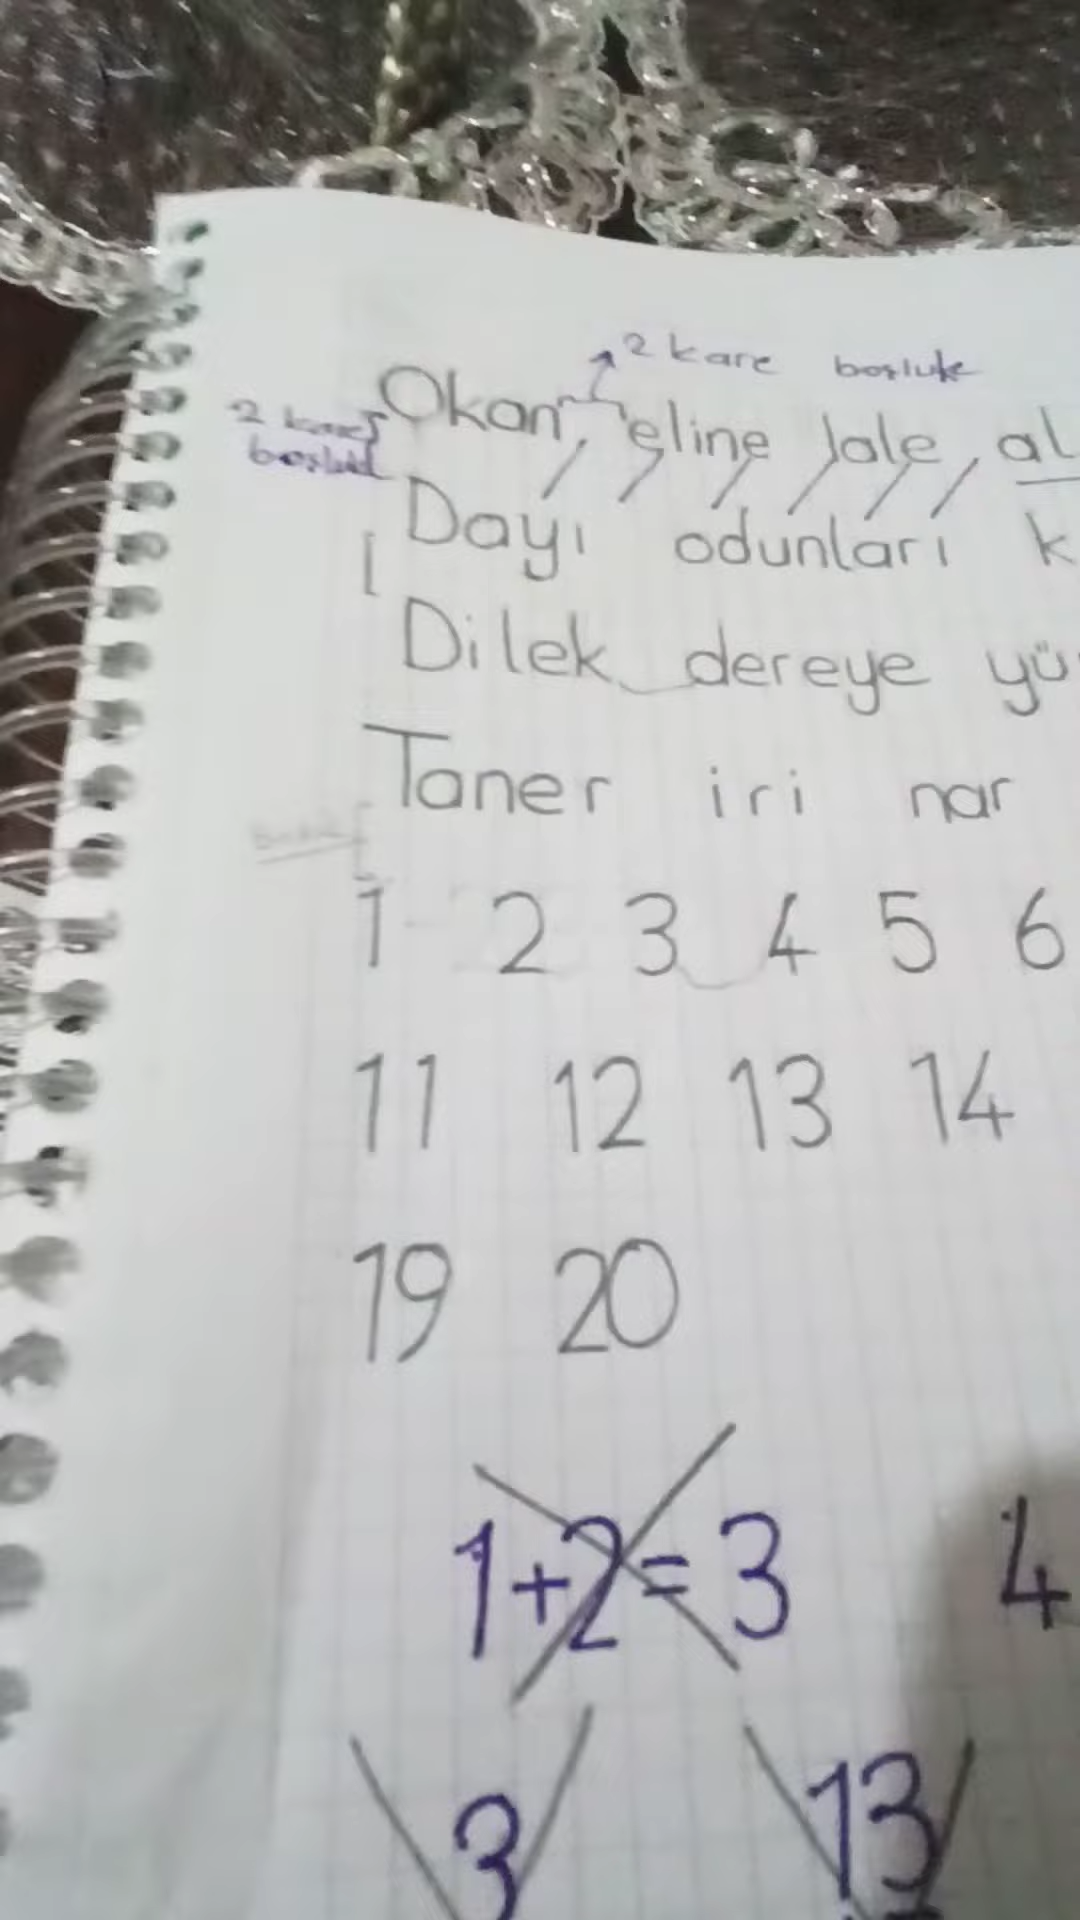 2 kare boşluk
Okan, eline lale, al
2 kare boşluk
Dayı odunları k
Dilek dereye yü
Taner iri nar
1 2 3 4 5 6
11 12 13 14
19 20
1+2=3 4
3 13